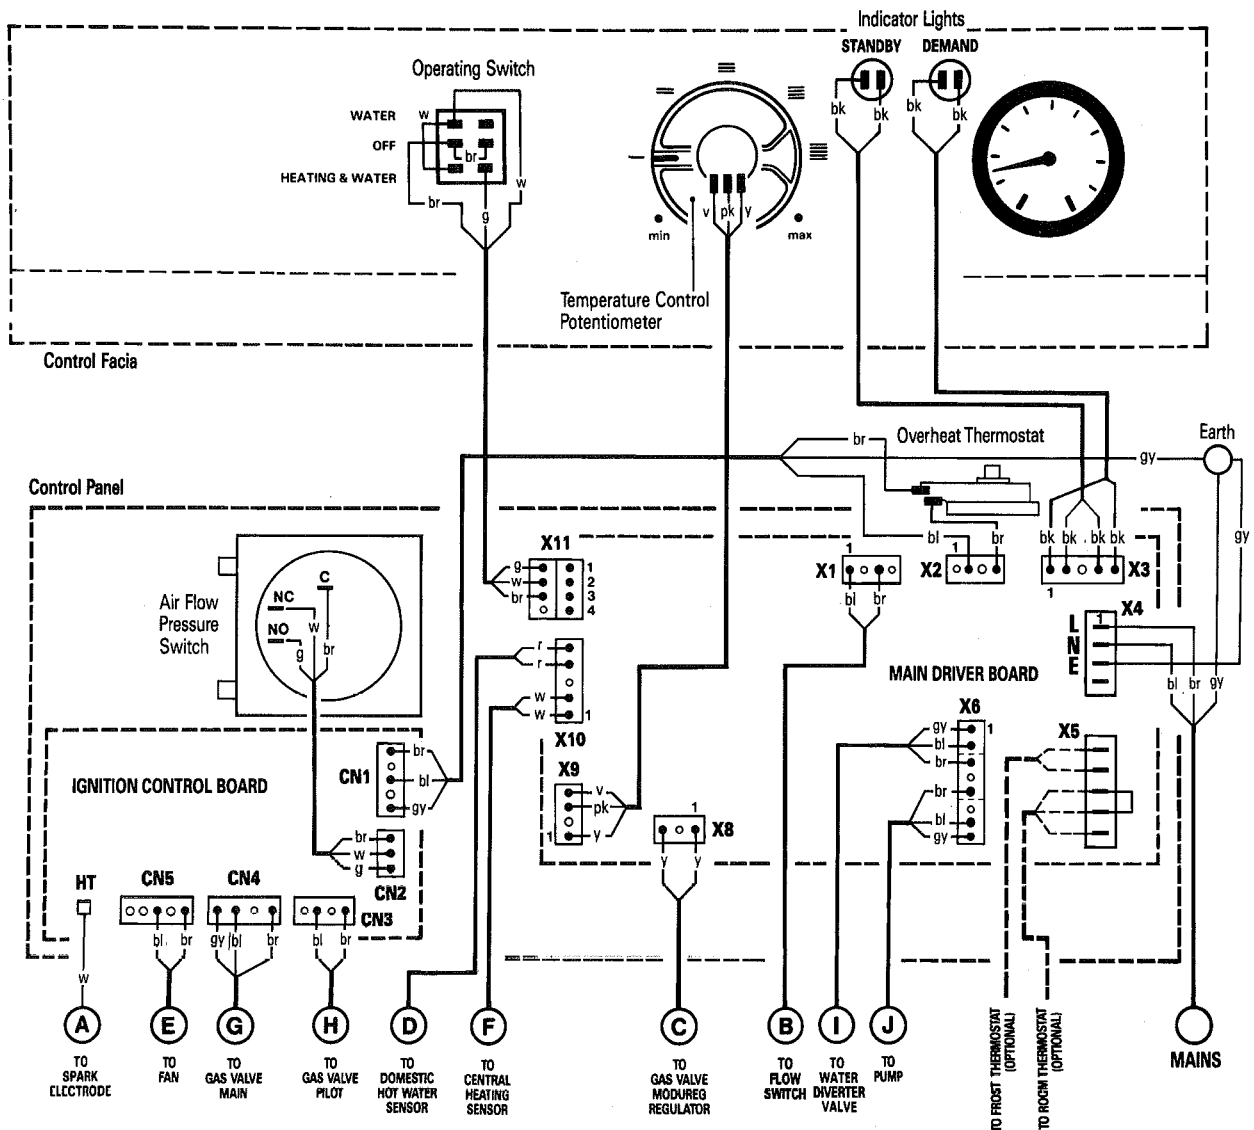 Indicator Lights
STANDBY DEMAND
Operating Switch
WATER
OFF
HEATING & WATER
w
br
w
br
g
min
max
v pk y
bk bk bk bk
Temperature Control
Potentiometer
Control Facia
br
Overheat Thermostat
Earth
gy
gy
Control Panel
bl br
bk bk bk bk
X11
g
w
br
1
2
3
4
X1
1
bl br
X2
1
X3
1
Air Flow
Pressure
Switch
C
NC
NO
w
g br
X4
1
L
N
E
bl br gy
r
r
w
w
1
X10
MAIN DRIVER BOARD
X6
1
gy
bl
br
br
bl
gy
X5
IGNITION CONTROL BOARD
CN1
br
bl
gy
X9
v
pk
y
1
X8
1
y y
br
w
g
CN2
HT
CN5
CN4
CN3
bl br
gy bl br
bl br
w
A
E
G
H
D
F
C
B
I
J
TO
SPARK
ELECTRODE
TO
FAN
TO
GAS VALVE
MAIN
TO
GAS VALVE
PILOT
TO
DOMESTIC
HOT WATER
SENSOR
TO
CENTRAL
HEATING
SENSOR
TO
GAS VALVE
MODUREG
REGULATOR
TO
FLOW
SWITCH
TO
WATER
DIVERTER
VALVE
TO
PUMP
TO FROST THERMOSTAT
(OPTIONAL)
TO ROOM THERMOSTAT
(OPTIONAL)
MAINS